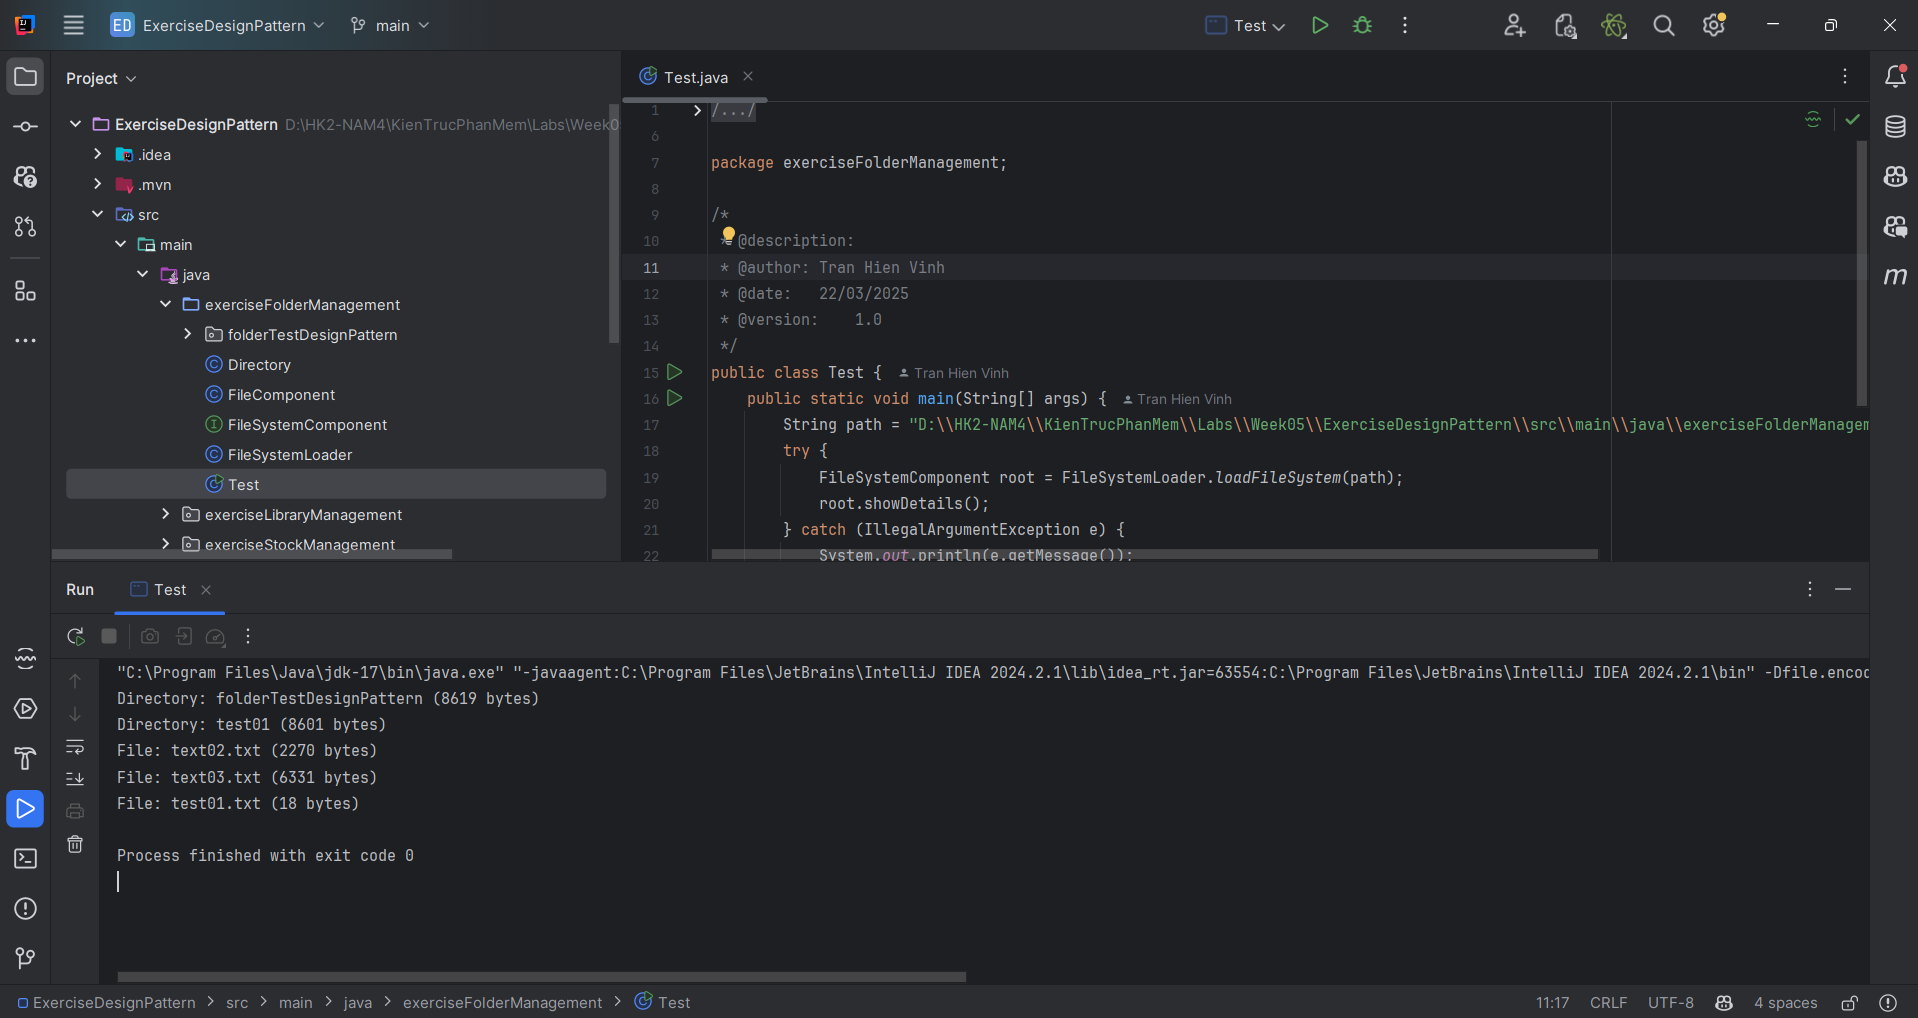 ED ExerciseDesignPattern main Test
Project
ExerciseDesignPattern D:\HK2-NAM4\KienTrucPhanMem\Labs\Week0
.idea
.mvn
src
main
java
exerciseFolderManagement
folderTestDesignPattern
Directory
FileComponent
FileSystemComponent
FileSystemLoader
Test
exerciseLibraryManagement
exerciseStockManagement
Test.java
1 /.../
6
7 package exerciseFolderManagement;
8
9 /*
10 * @description:
11 * @author: Tran Hien Vinh
12 * @date: 22/03/2025
13 * @version: 1.0
14 */
15 public class Test { Tran Hien Vinh
16 public static void main(String[] args) { Tran Hien Vinh
17 String path = "D:\\HK2-NAM4\\KienTrucPhanMem\\Labs\\Week05\\ExerciseDesignPattern\\src\\main\\java\\exerciseFolderManagem
18 try {
19 FileSystemComponent root = FileSystemLoader.loadFileSystem(path);
20 root.showDetails();
21 } catch (IllegalArgumentException e) {
22 System.out.println(e.getMessage());
m
Run Test
"C:\Program Files\Java\jdk-17\bin\java.exe" "-javaagent:C:\Program Files\JetBrains\IntelliJ IDEA 2024.2.1\lib\idea_rt.jar=63554:C:\Program Files\JetBrains\IntelliJ IDEA 2024.2.1\bin" -Dfile.encod
Directory: folderTestDesignPattern (8619 bytes)
Directory: test01 (8601 bytes)
File: text02.txt (2270 bytes)
File: text03.txt (6331 bytes)
File: test01.txt (18 bytes)
Process finished with exit code 0
ExerciseDesignPattern > src > main > java > exerciseFolderManagement > Test 11:17 CRLF UTF-8 4 spaces